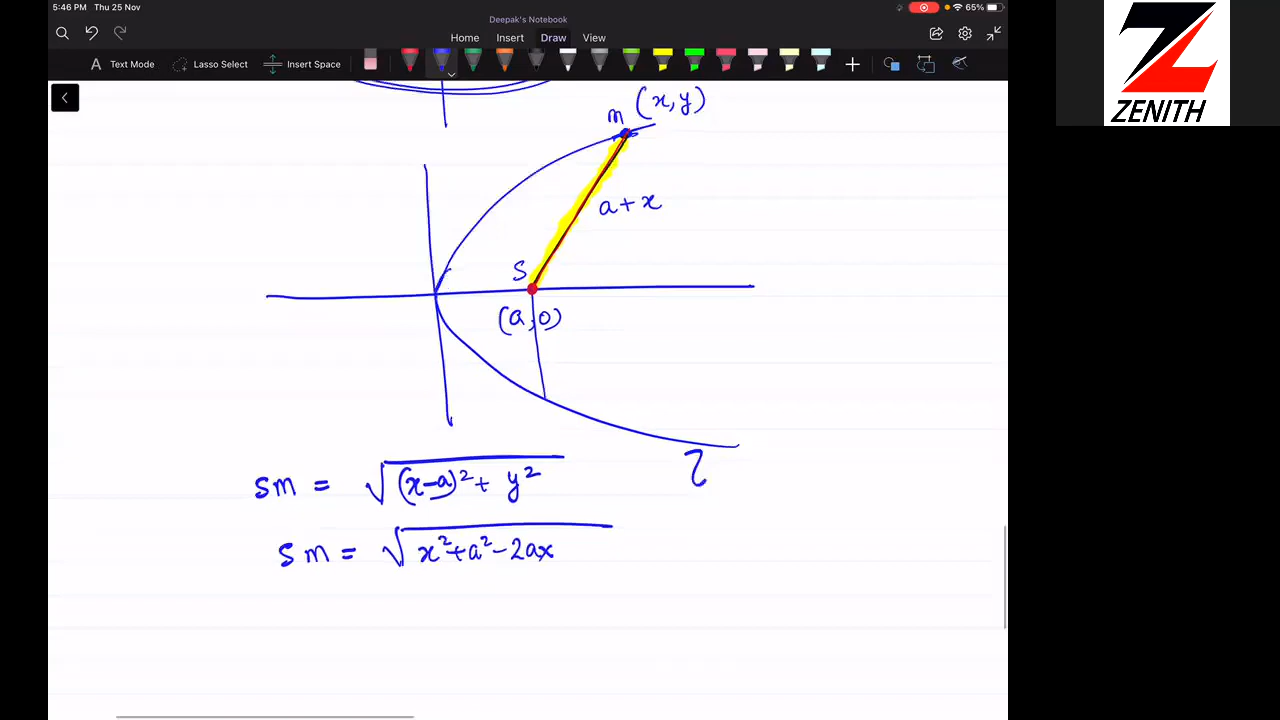 5:46 PM Thu 25 Nov
65%
Deepak's Notebook
Home Insert Draw View
Text Mode Lasso Select Insert Space
ZENITH
m (x,y)
a+x
S
(a,0)
sm = √(x-a)²+ y²
sm = √x²+a²-2ax